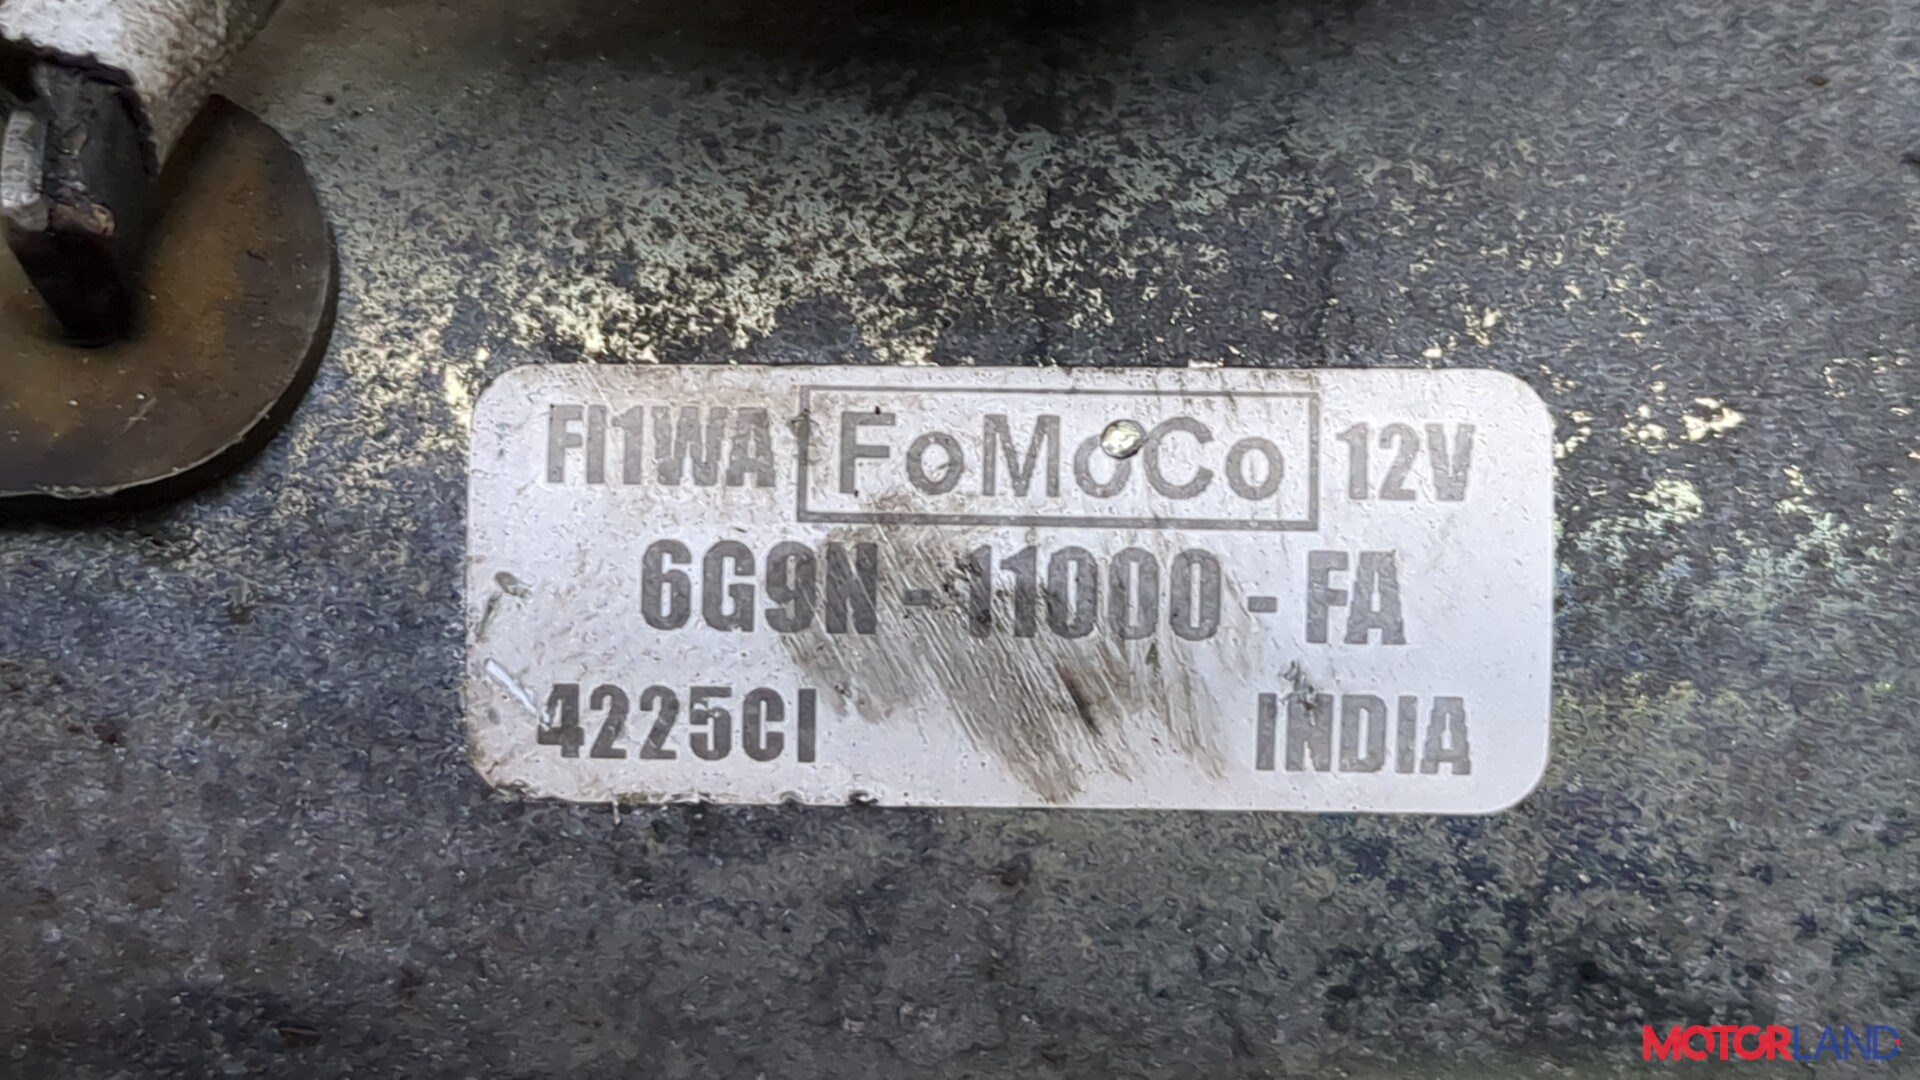 FI1WA FoMoCo 12V
6G9N - 11000 - FA
4225CI INDIA
MOTORLAND